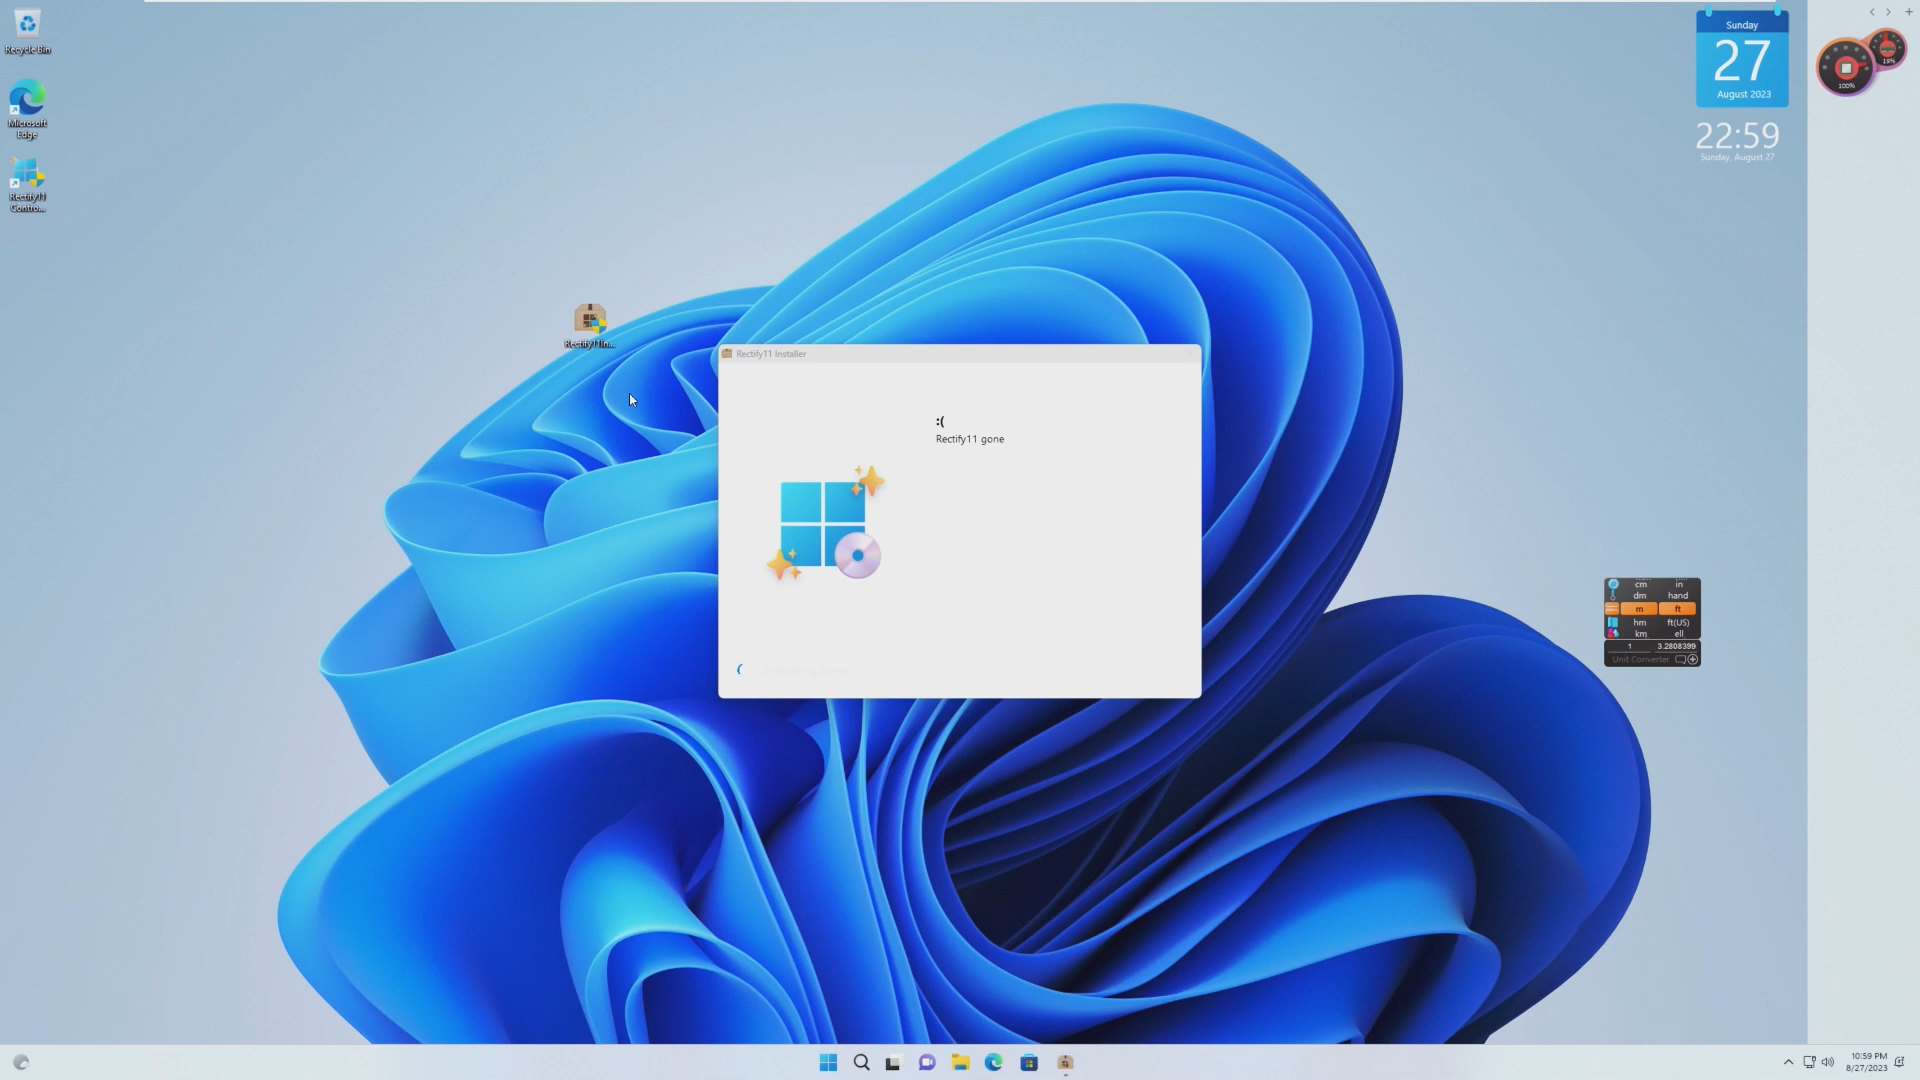 Recycle Bin
Microsoft
Edge
Rectify11
Contro...
Rectify11In...
Rectify11 Installer
:(
Rectify11 gone
Sunday
27
August 2023
22:59
Sunday, August 27
100%
19%
cm in
dm hand
m ft
hm ft(US)
km ell
1 3.2808399
Unit Converter
10:59 PM
8/27/2023